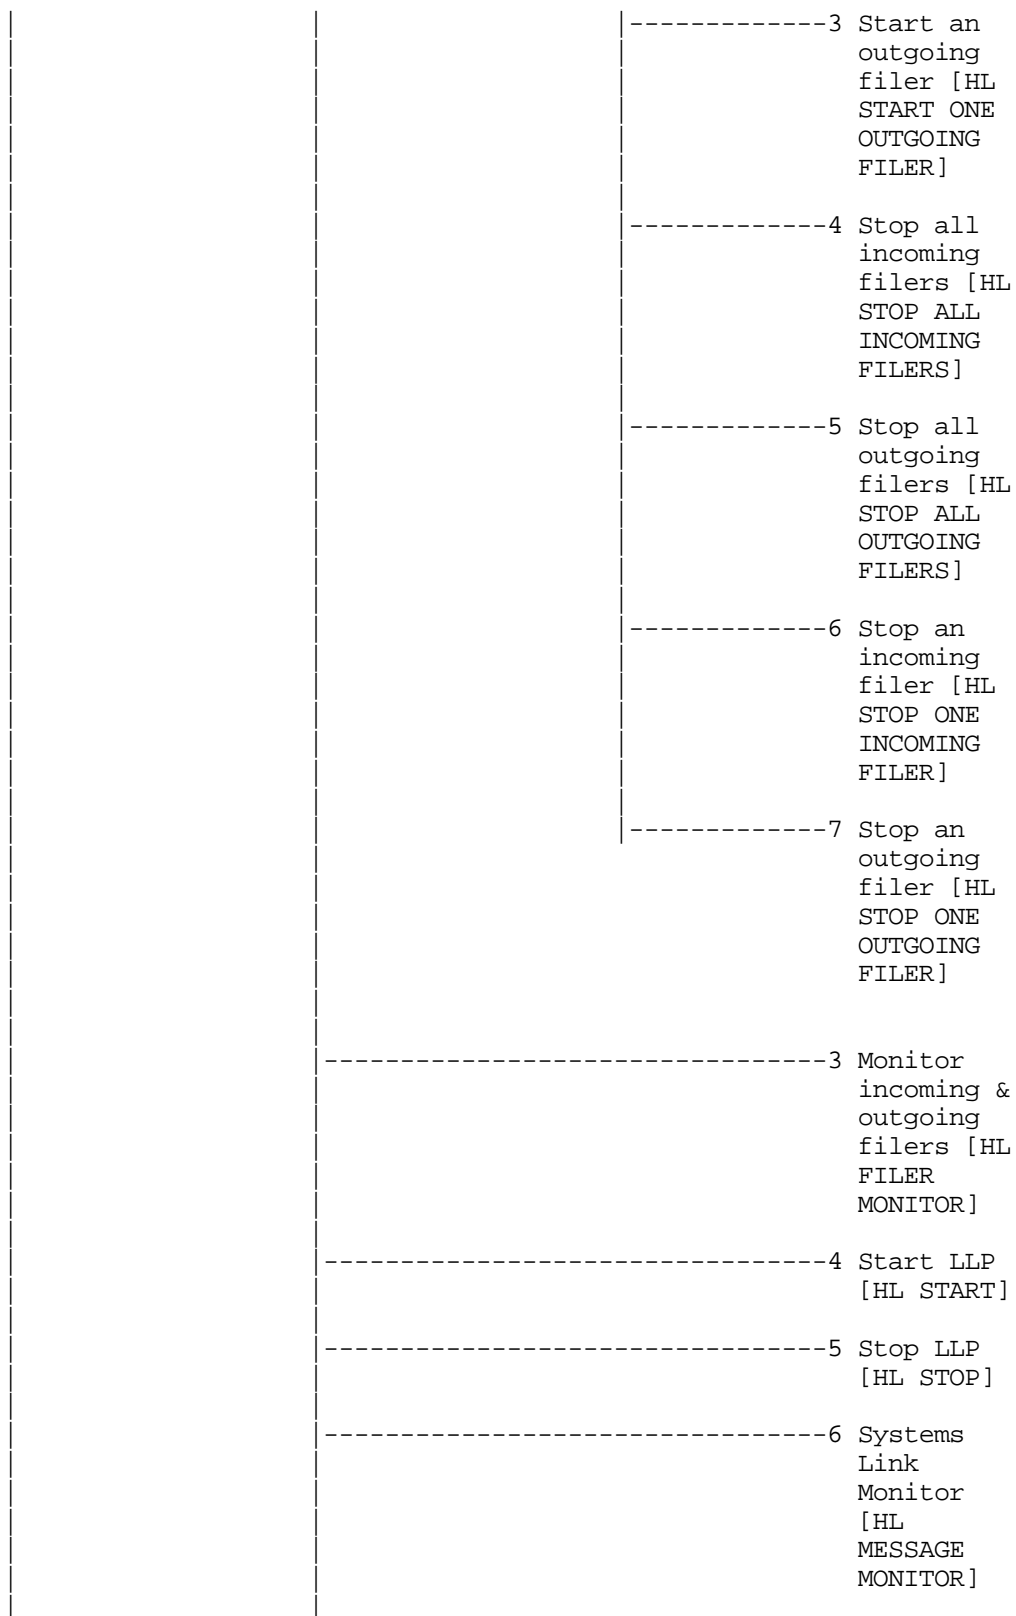 |-------------3 Start an
outgoing
filer [HL
START ONE
OUTGOING
FILER]
|-------------4 Stop all
incoming
filers [HL
STOP ALL
INCOMING
FILERS]
|-------------5 Stop all
outgoing
filers [HL
STOP ALL
OUTGOING
FILERS]
|-------------6 Stop an
incoming
filer [HL
STOP ONE
INCOMING
FILER]
|-------------7 Stop an
outgoing
filer [HL
STOP ONE
OUTGOING
FILER]
|---------------------------------3 Monitor
incoming &
outgoing
filers [HL
FILER
MONITOR]
|---------------------------------4 Start LLP
[HL START]
|---------------------------------5 Stop LLP
[HL STOP]
|---------------------------------6 Systems
Link
Monitor
[HL
MESSAGE
MONITOR]